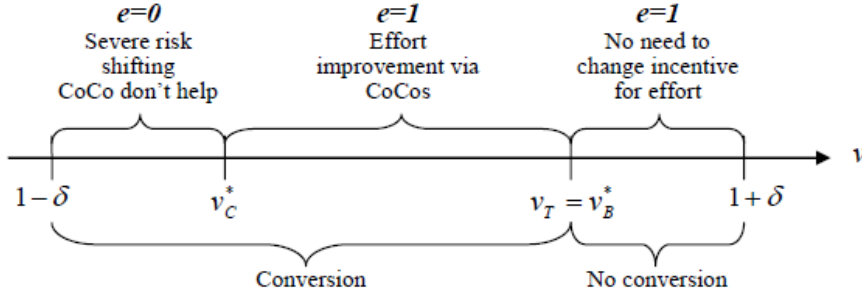 e=0
Severe risk
shifting
CoCo don't help
e=1
Effort
improvement via
CoCos
e=1
No need to
change incentive
for effort
v
1−δ
v*_C
v_T = v*_B
1+δ
Conversion
No conversion